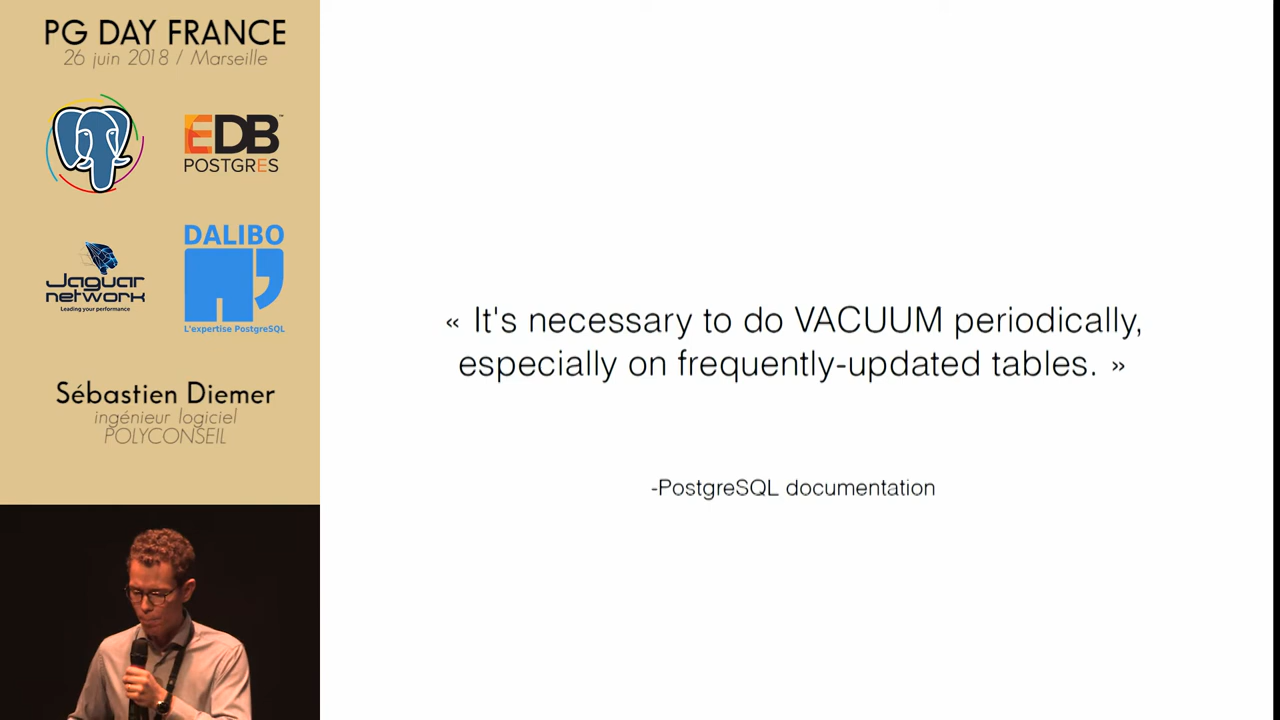 PG DAY FRANCE
26 juin 2018 / Marseille
EDB™
POSTGRES
Jaguar
network
Leading your performance
DALIBO
L'expertise PostgreSQL
Sébastien Diemer
ingénieur logiciel
POLYCONSEIL
« It's necessary to do VACUUM periodically,
especially on frequently-updated tables. »
-PostgreSQL documentation